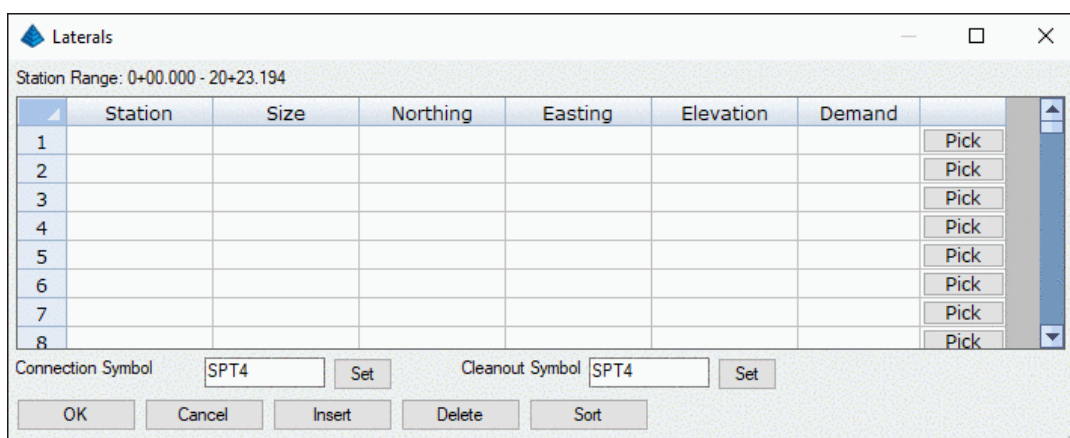 Laterals
Station Range: 0+00.000 - 20+23.194
Station Size Northing Easting Elevation Demand
1 Pick
2 Pick
3 Pick
4 Pick
5 Pick
6 Pick
7 Pick
8 Pick
Connection Symbol SPT4 Set Cleanout Symbol SPT4 Set
OK Cancel Insert Delete Sort